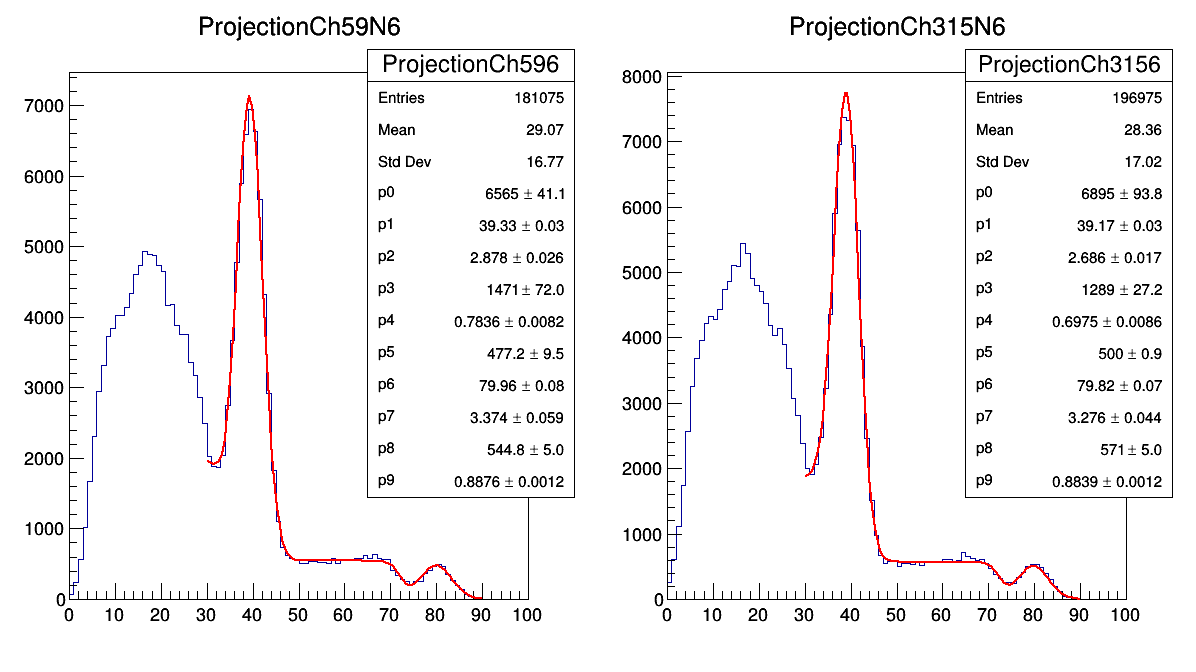 ProjectionCh59N6
ProjectionCh596
Entries 181075
Mean 29.07
Std Dev 16.77
p0 6565 ± 41.1
p1 39.33 ± 0.03
p2 2.878 ± 0.026
p3 1471 ± 72.0
p4 0.7836 ± 0.0082
p5 477.2 ± 9.5
p6 79.96 ± 0.08
p7 3.374 ± 0.059
p8 544.8 ± 5.0
p9 0.8876 ± 0.0012
7000
6000
5000
4000
3000
2000
1000
0
0 10 20 30 40 50 60 70 80 90 100
ProjectionCh315N6
ProjectionCh3156
Entries 196975
Mean 28.36
Std Dev 17.02
p0 6895 ± 93.8
p1 39.17 ± 0.03
p2 2.686 ± 0.017
p3 1289 ± 27.2
p4 0.6975 ± 0.0086
p5 500 ± 0.9
p6 79.82 ± 0.07
p7 3.276 ± 0.044
p8 571 ± 5.0
p9 0.8839 ± 0.0012
8000
7000
6000
5000
4000
3000
2000
1000
0
0 10 20 30 40 50 60 70 80 90 100